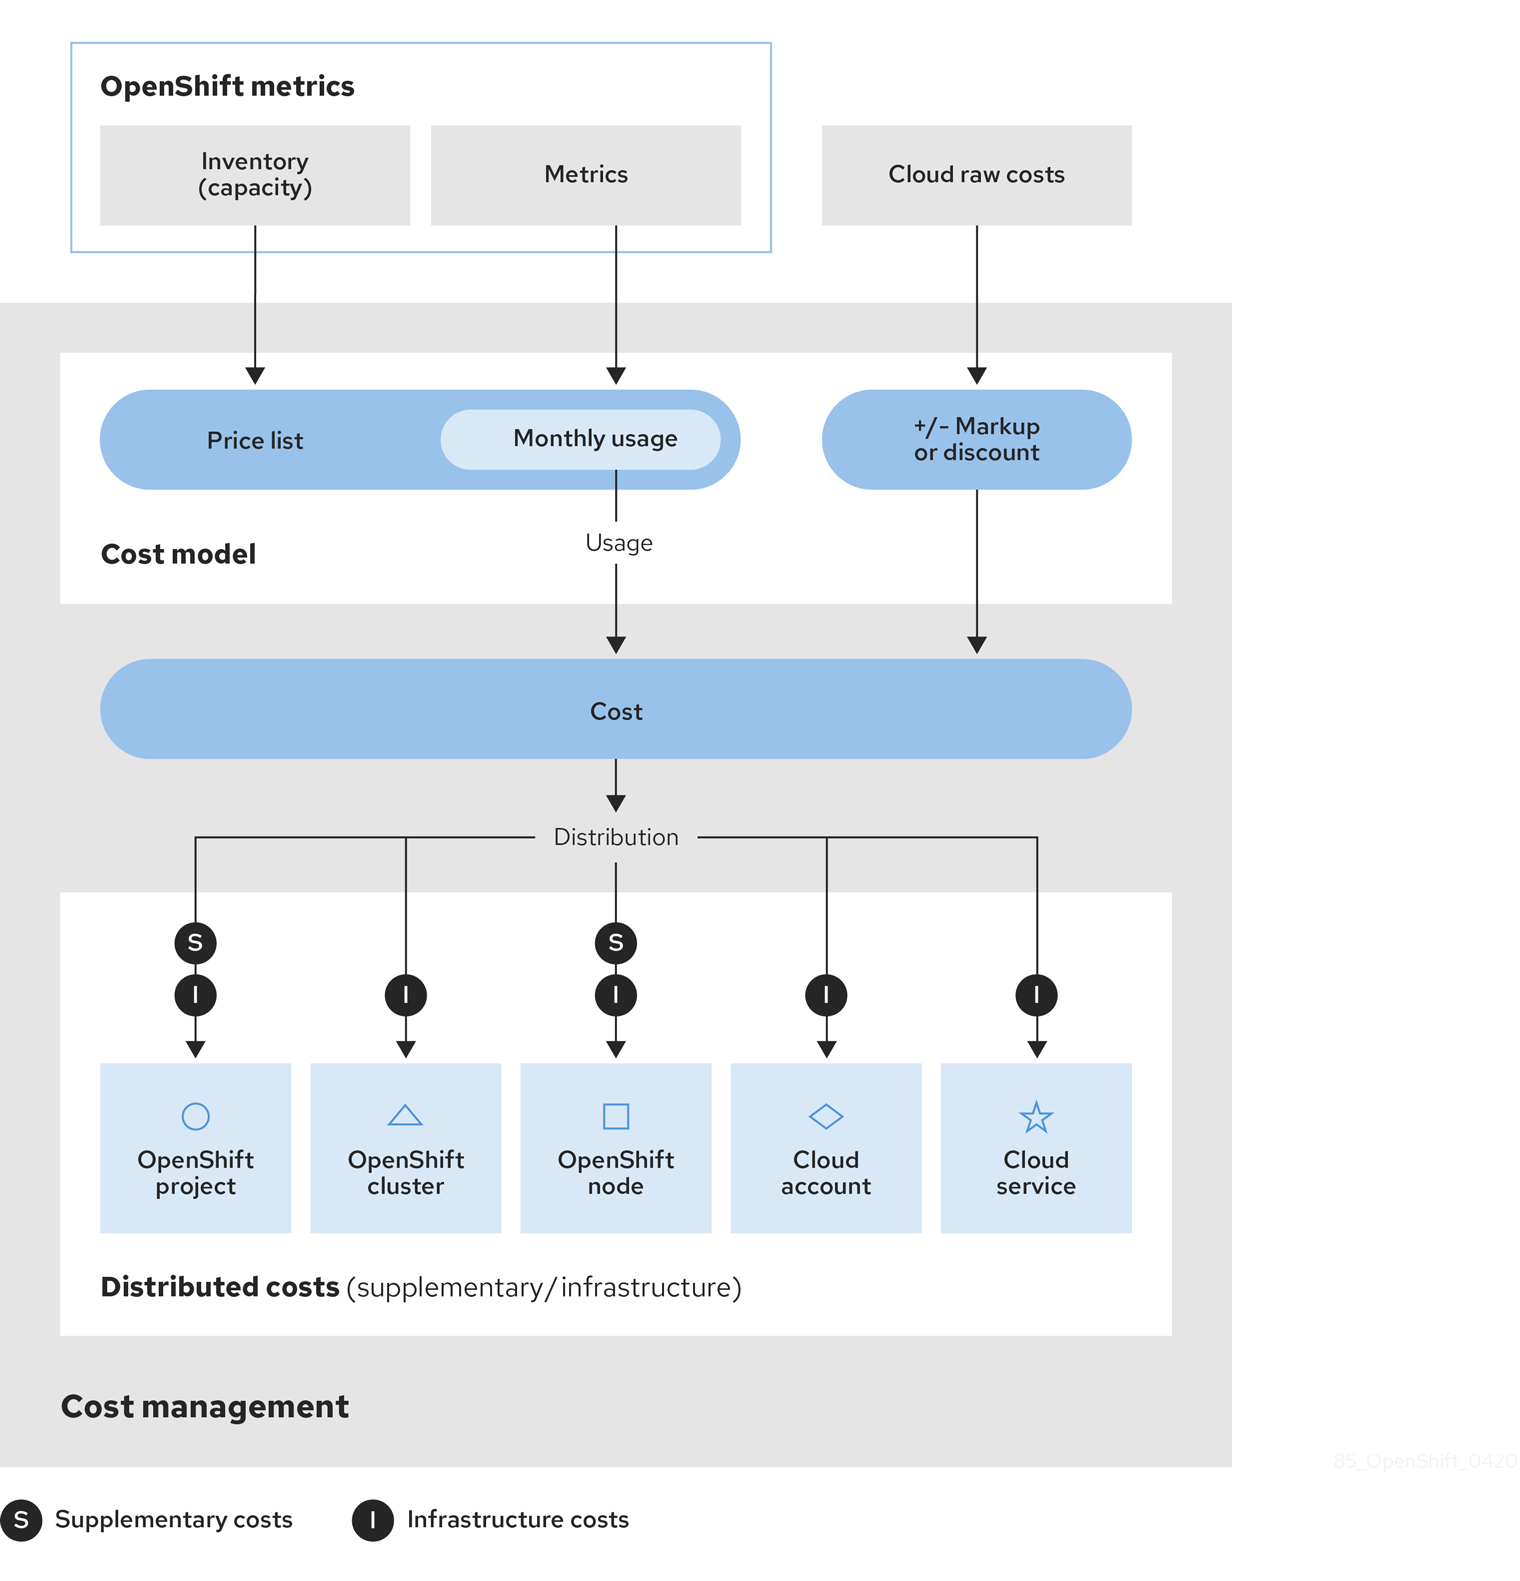 OpenShift metrics
Inventory
(capacity)
Metrics
Cloud raw costs
Price list
Monthly usage
+/- Markup
or discount
Usage
Cost model
Cost
Distribution
S
S
I
I
I
I
I
OpenShift
project
OpenShift
cluster
OpenShift
node
Cloud
account
Cloud
service
Distributed costs (supplementary/infrastructure)
Cost management
85_OpenShift_0420
S Supplementary costs
I Infrastructure costs